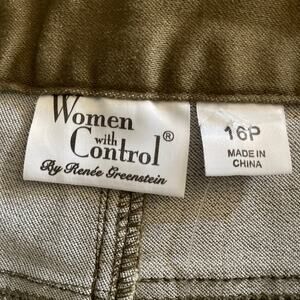 Women
with
Control®
By Renée Greenstein
16P
MADE IN
CHINA